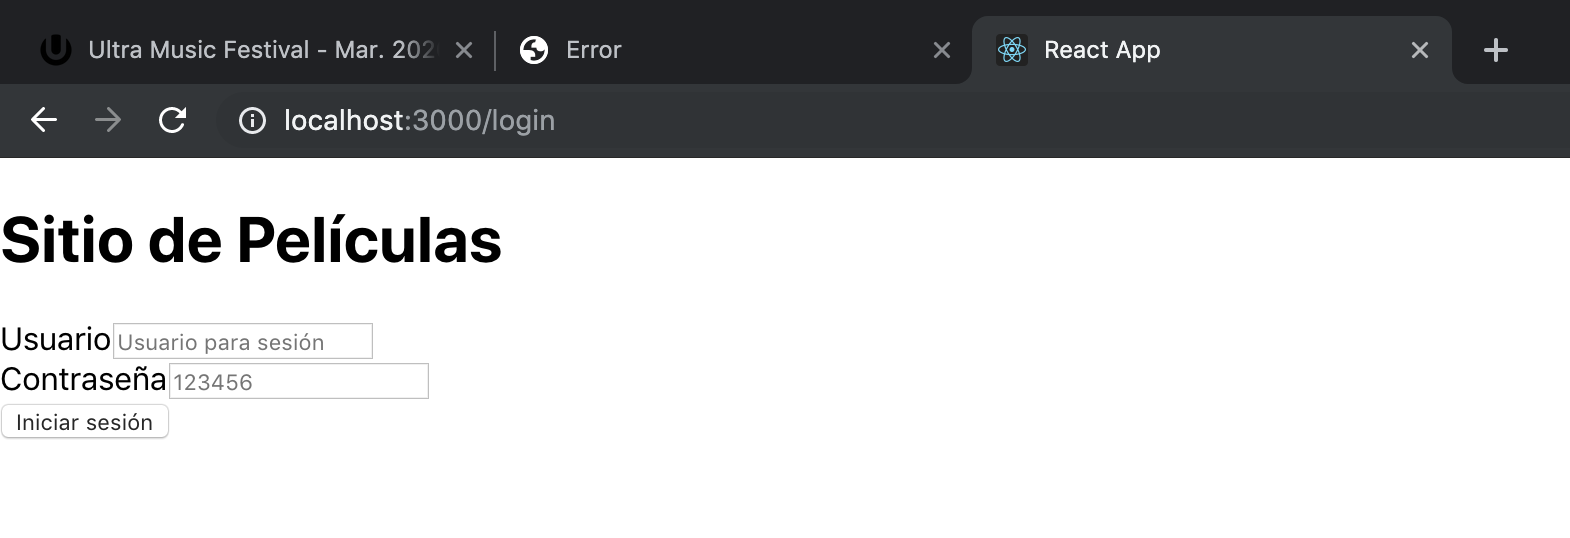 Ultra Music Festival - Mar. 202
Error
React App
localhost:3000/login
Sitio de Películas
Usuario Usuario para sesión
Contraseña 123456
Iniciar sesión